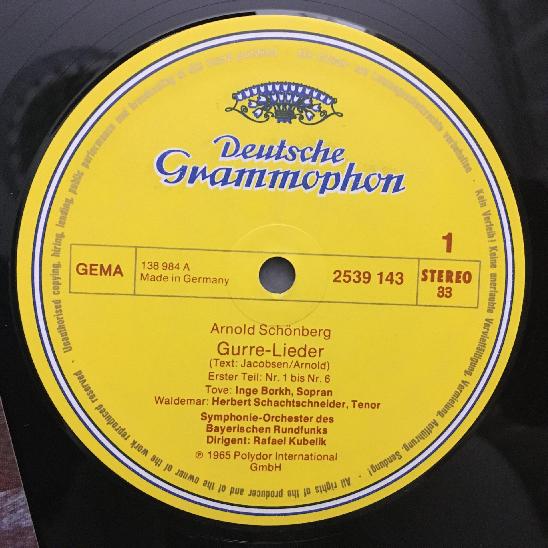 Deutsche
Grammophon
1
GEMA
138 984 A
Made in Germany
2539 143
STEREO
33
Arnold Schönberg
Gurre-Lieder
(Text: Jacobsen/Arnold)
Erster Teil: Nr. 1 bis Nr. 6
Tove: Inge Borkh, Sopran
Waldemar: Herbert Schachtschneider, Tenor
Symphonie-Orchester des
Bayerischen Rundfunks
Dirigent: Rafael Kubelik
℗ 1965 Polydor International
GmbH
Kein Verleih! Keine unerlaubte Vervielfältigung, Vermietung, Aufführung, Sendung!
All rights of the producer and of the owner of the work reproduced reserved
Unauthorised copying, hiring, lending, public performance and broadcasting